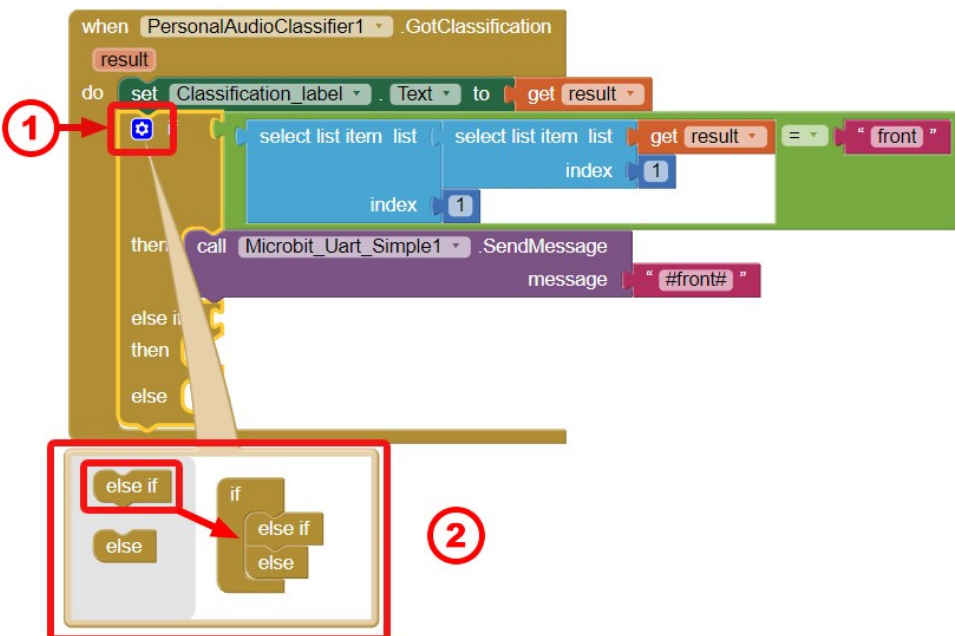 when PersonalAudioClassifier1 .GotClassification
result
do set Classification_label . Text to get result
1
select list item list select list item list get result = “ front ”
index 1
index 1
then call Microbit_Uart_Simple1 .SendMessage
message “ #front# ”
else if
then
else
else if
if
else if
else
else
2